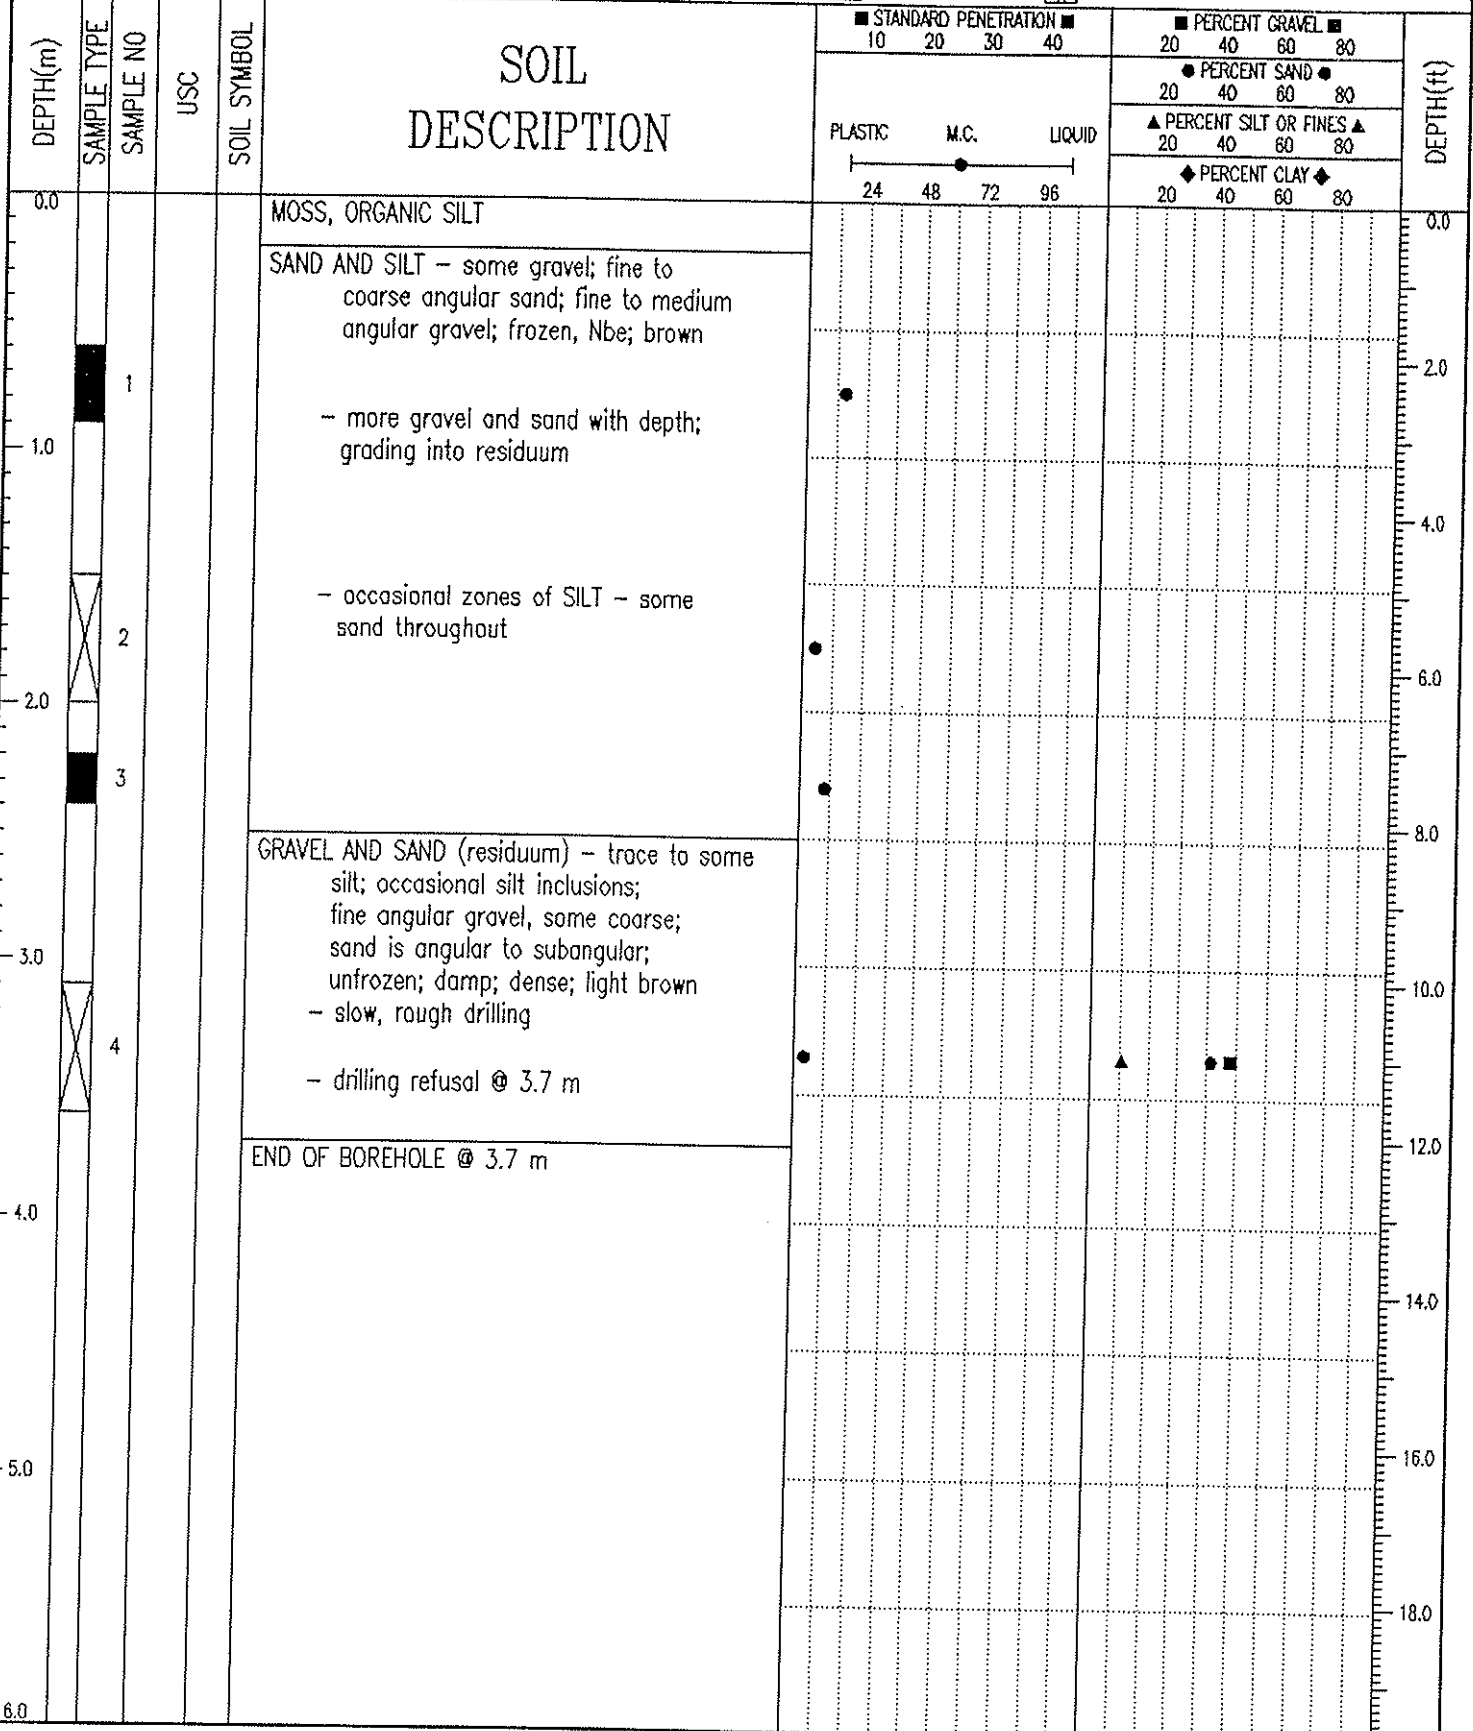 DEPTH(m)
SAMPLE TYPE
SAMPLE NO
USC
SOIL SYMBOL
SOIL
DESCRIPTION
■ STANDARD PENETRATION ■
10 20 30 40
PLASTIC M.C. LIQUID
24 48 72 96
■ PERCENT GRAVEL ■
20 40 60 80
● PERCENT SAND ●
20 40 60 80
▲ PERCENT SILT OR FINES ▲
20 40 60 80
◆ PERCENT CLAY ◆
20 40 60 80
DEPTH(ft)
0.0
1.0
2.0
3.0
4.0
5.0
6.0
1
2
3
4
MOSS, ORGANIC SILT
SAND AND SILT – some gravel; fine to
coarse angular sand; fine to medium
angular gravel; frozen, Nbe; brown
– more gravel and sand with depth;
grading into residuum
– occasional zones of SILT – some
sand throughout
GRAVEL AND SAND (residuum) – trace to some
silt; occasional silt inclusions;
fine angular gravel, some coarse;
sand is angular to subangular;
unfrozen; damp; dense; light brown
– slow, rough drilling
– drilling refusal @ 3.7 m
END OF BOREHOLE @ 3.7 m
0.0
2.0
4.0
6.0
8.0
10.0
12.0
14.0
16.0
18.0